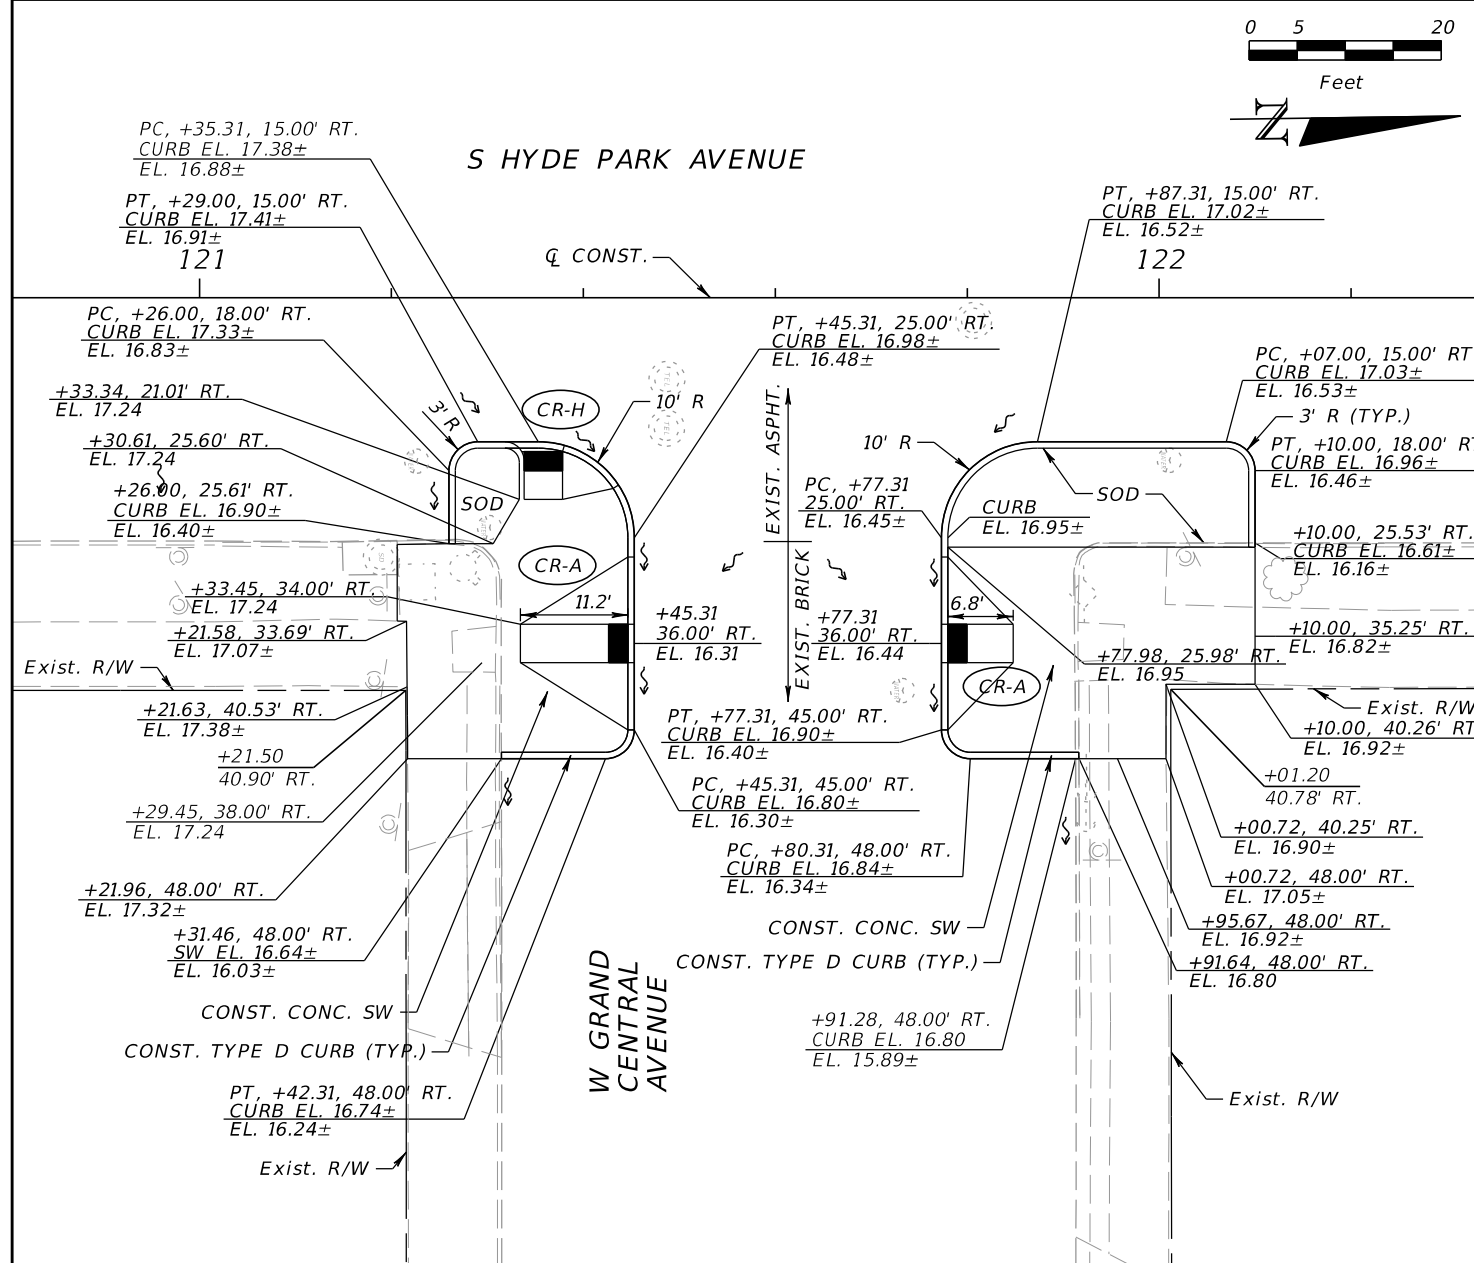 0 5 20
Feet
N
PC, +35.31, 15.00' RT.
CURB EL. 17.38±
EL. 16.88±
S HYDE PARK AVENUE
PT, +29.00, 15.00' RT.
CURB EL. 17.41±
EL. 16.91±
PT, +87.31, 15.00' RT.
CURB EL. 17.02±
EL. 16.52±
121
℄ CONST.
122
PC, +26.00, 18.00' RT.
CURB EL. 17.33±
EL. 16.83±
PT, +45.31, 25.00' RT.
CURB EL. 16.98±
EL. 16.48±
PC, +07.00, 15.00' RT
CURB EL. 17.03±
EL. 16.53±
+33.34, 21.01' RT.
EL. 17.24
3' R
CR-H
10' R
EXIST. ASPHT.
10' R
3' R (TYP.)
+30.61, 25.60' RT.
EL. 17.24
PT, +10.00, 18.00' RT
CURB EL. 16.96±
EL. 16.46±
+26.00, 25.61' RT.
CURB EL. 16.90±
EL. 16.40±
SOD
PC, +77.31
25.00' RT.
EL. 16.45±
CURB
EL. 16.95±
SOD
+10.00, 25.53' RT.
CURB EL. 16.61±
EL. 16.16±
CR-A
EXIST. BRICK
+33.45, 34.00' RT.
EL. 17.24
11.2'
6.8'
+45.31
36.00' RT.
EL. 16.31
+77.31
36.00' RT.
EL. 16.44
+21.58, 33.69' RT.
EL. 17.07±
+10.00, 35.25' RT.
EL. 16.82±
Exist. R/W
+77.98, 25.98' RT.
EL. 16.95
CR-A
+21.63, 40.53' RT.
EL. 17.38±
PT, +77.31, 45.00' RT.
CURB EL. 16.90±
EL. 16.40±
Exist. R/W
+10.00, 40.26' RT.
EL. 16.92±
+21.50
40.90' RT.
+01.20
40.78' RT.
PC, +45.31, 45.00' RT.
CURB EL. 16.80±
EL. 16.30±
+29.45, 38.00' RT.
EL. 17.24
+00.72, 40.25' RT.
EL. 16.90±
PC, +80.31, 48.00' RT.
CURB EL. 16.84±
EL. 16.34±
+21.96, 48.00' RT.
EL. 17.32±
+00.72, 48.00' RT.
EL. 17.05±
CONST. CONC. SW
+95.67, 48.00' RT.
EL. 16.92±
+31.46, 48.00' RT.
SW EL. 16.64±
EL. 16.03±
CONST. TYPE D CURB (TYP.)
+91.64, 48.00' RT.
EL. 16.80
W GRAND
CENTRAL
AVENUE
CONST. CONC. SW
+91.28, 48.00' RT.
CURB EL. 16.80
EL. 15.89±
CONST. TYPE D CURB (TYP.)
PT, +42.31, 48.00' RT.
CURB EL. 16.74±
EL. 16.24±
Exist. R/W
Exist. R/W